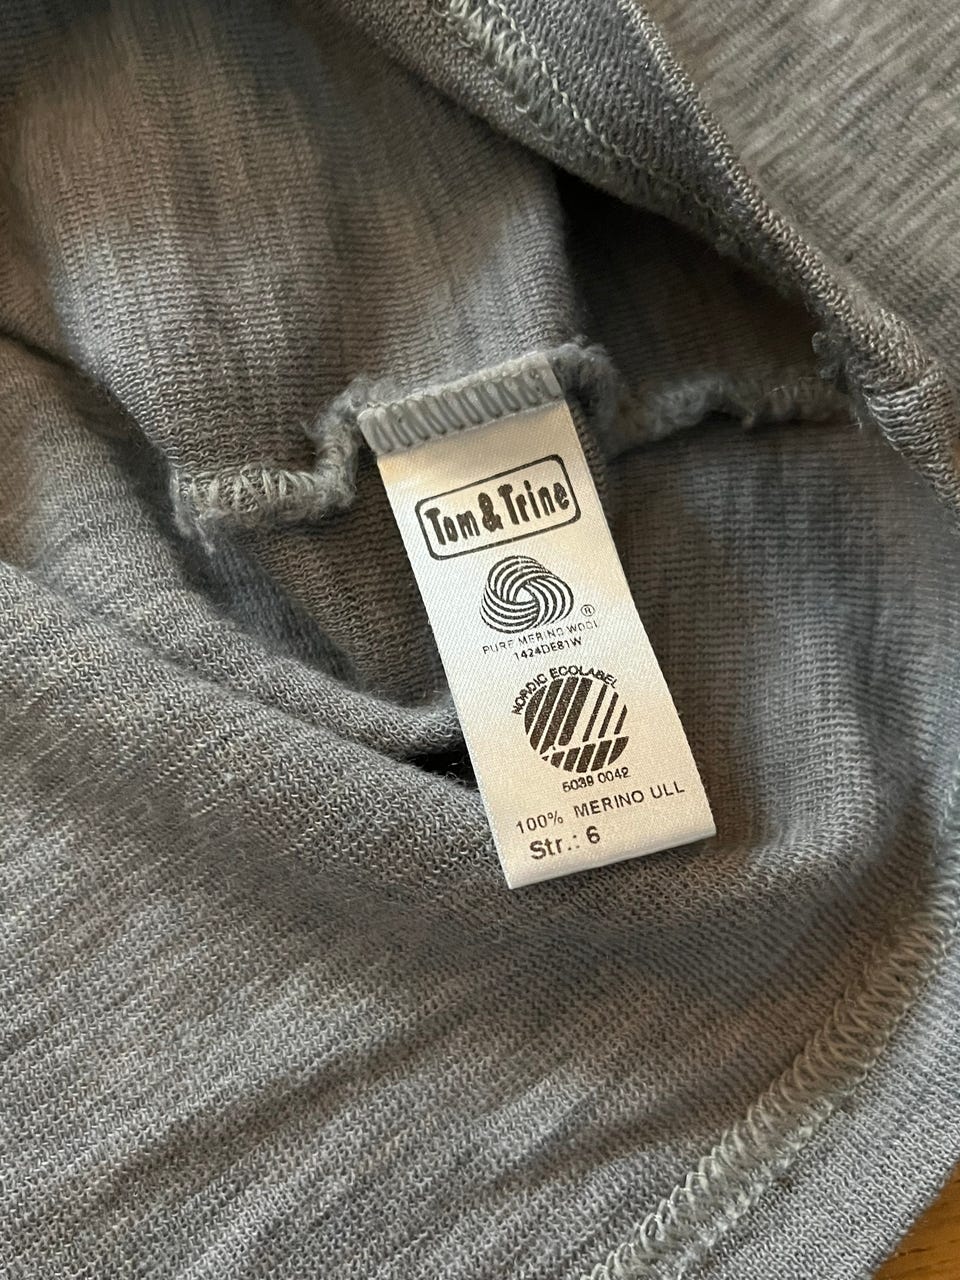 Tom & Trine
®
PURE MERINO WOOL
1424DE81W
NORDIC ECOLABEL
5039 0042
100% MERINO ULL
Str.: 6